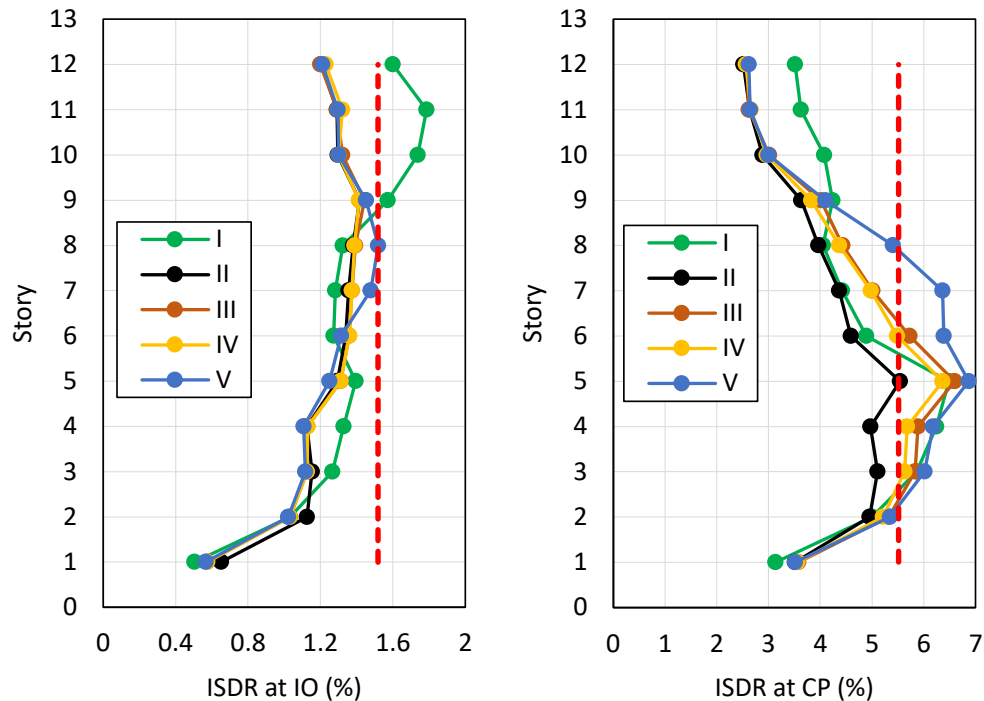 13
12
11
10
9
8
7
6
5
4
3
2
1
0
Story
I
II
III
IV
V
0 0.4 0.8 1.2 1.6 2
ISDR at IO (%)
13
12
11
10
9
8
7
6
5
4
3
2
1
0
Story
I
II
III
IV
V
0 1 2 3 4 5 6 7
ISDR at CP (%)